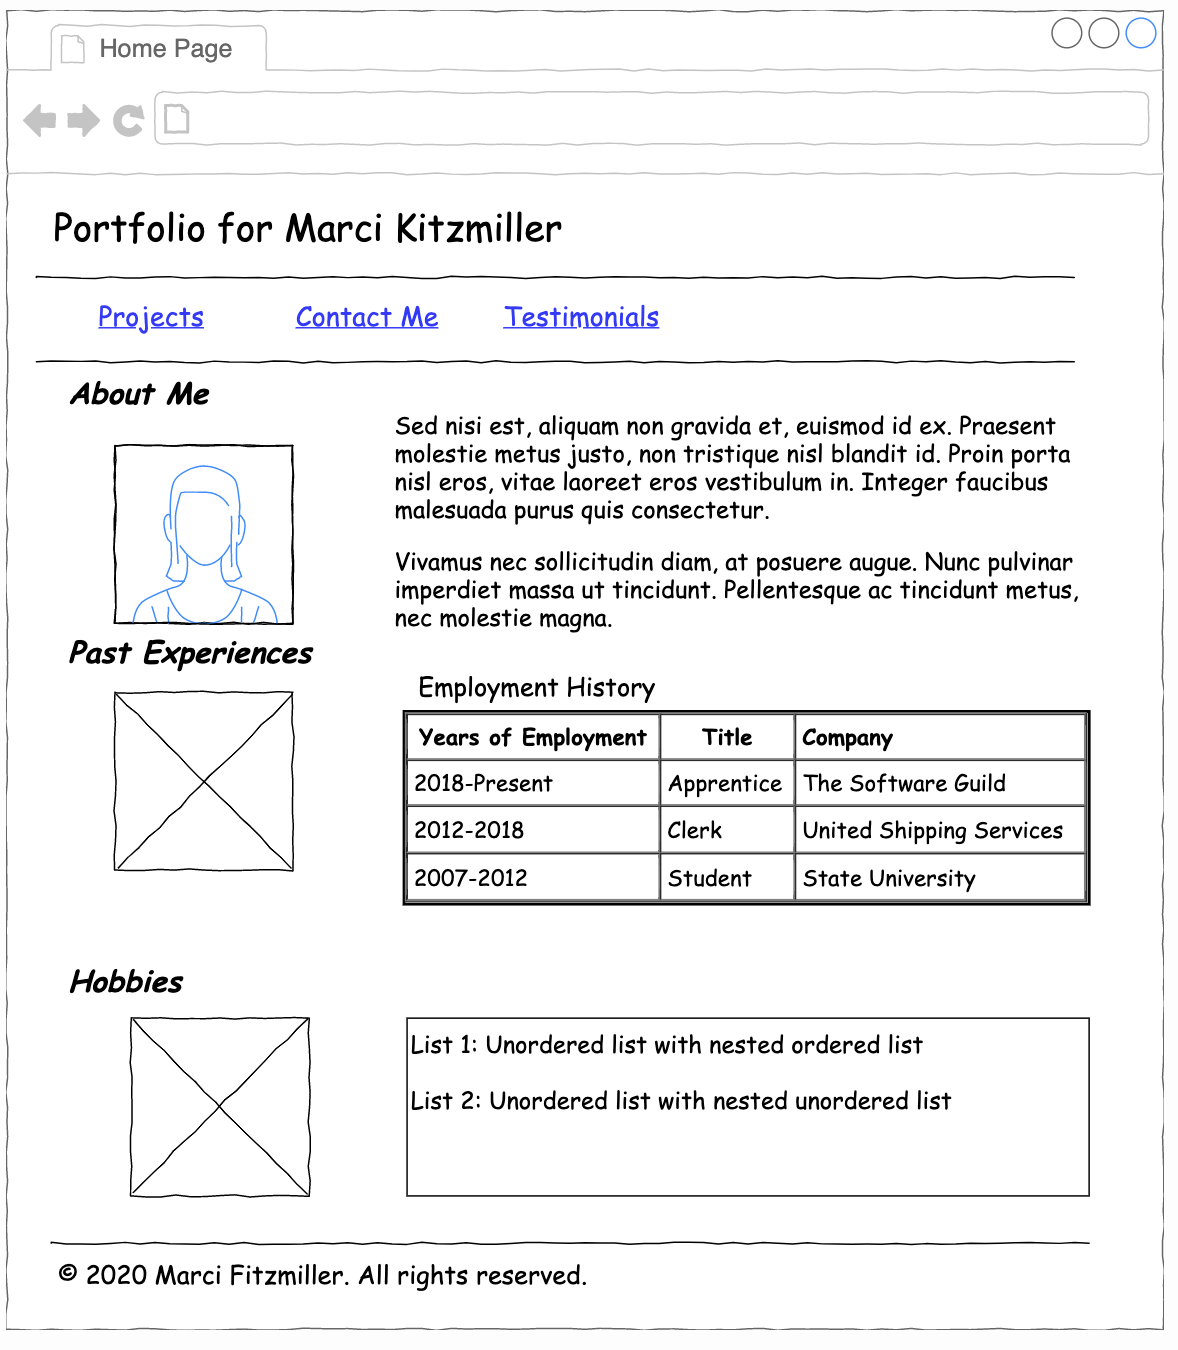 Home Page
Portfolio for Marci Kitzmiller
Projects Contact Me Testimonials
About Me
Sed nisi est, aliquam non gravida et, euismod id ex. Praesent
molestie metus justo, non tristique nisl blandit id. Proin porta
nisl eros, vitae laoreet eros vestibulum in. Integer faucibus
malesuada purus quis consectetur.
Vivamus nec sollicitudin diam, at posuere augue. Nunc pulvinar
imperdiet massa ut tincidunt. Pellentesque ac tincidunt metus,
nec molestie magna.
Past Experiences
Employment History
Years of Employment Title Company
2018-Present Apprentice The Software Guild
2012-2018 Clerk United Shipping Services
2007-2012 Student State University
Hobbies
List 1: Unordered list with nested ordered list
List 2: Unordered list with nested unordered list
© 2020 Marci Fitzmiller. All rights reserved.